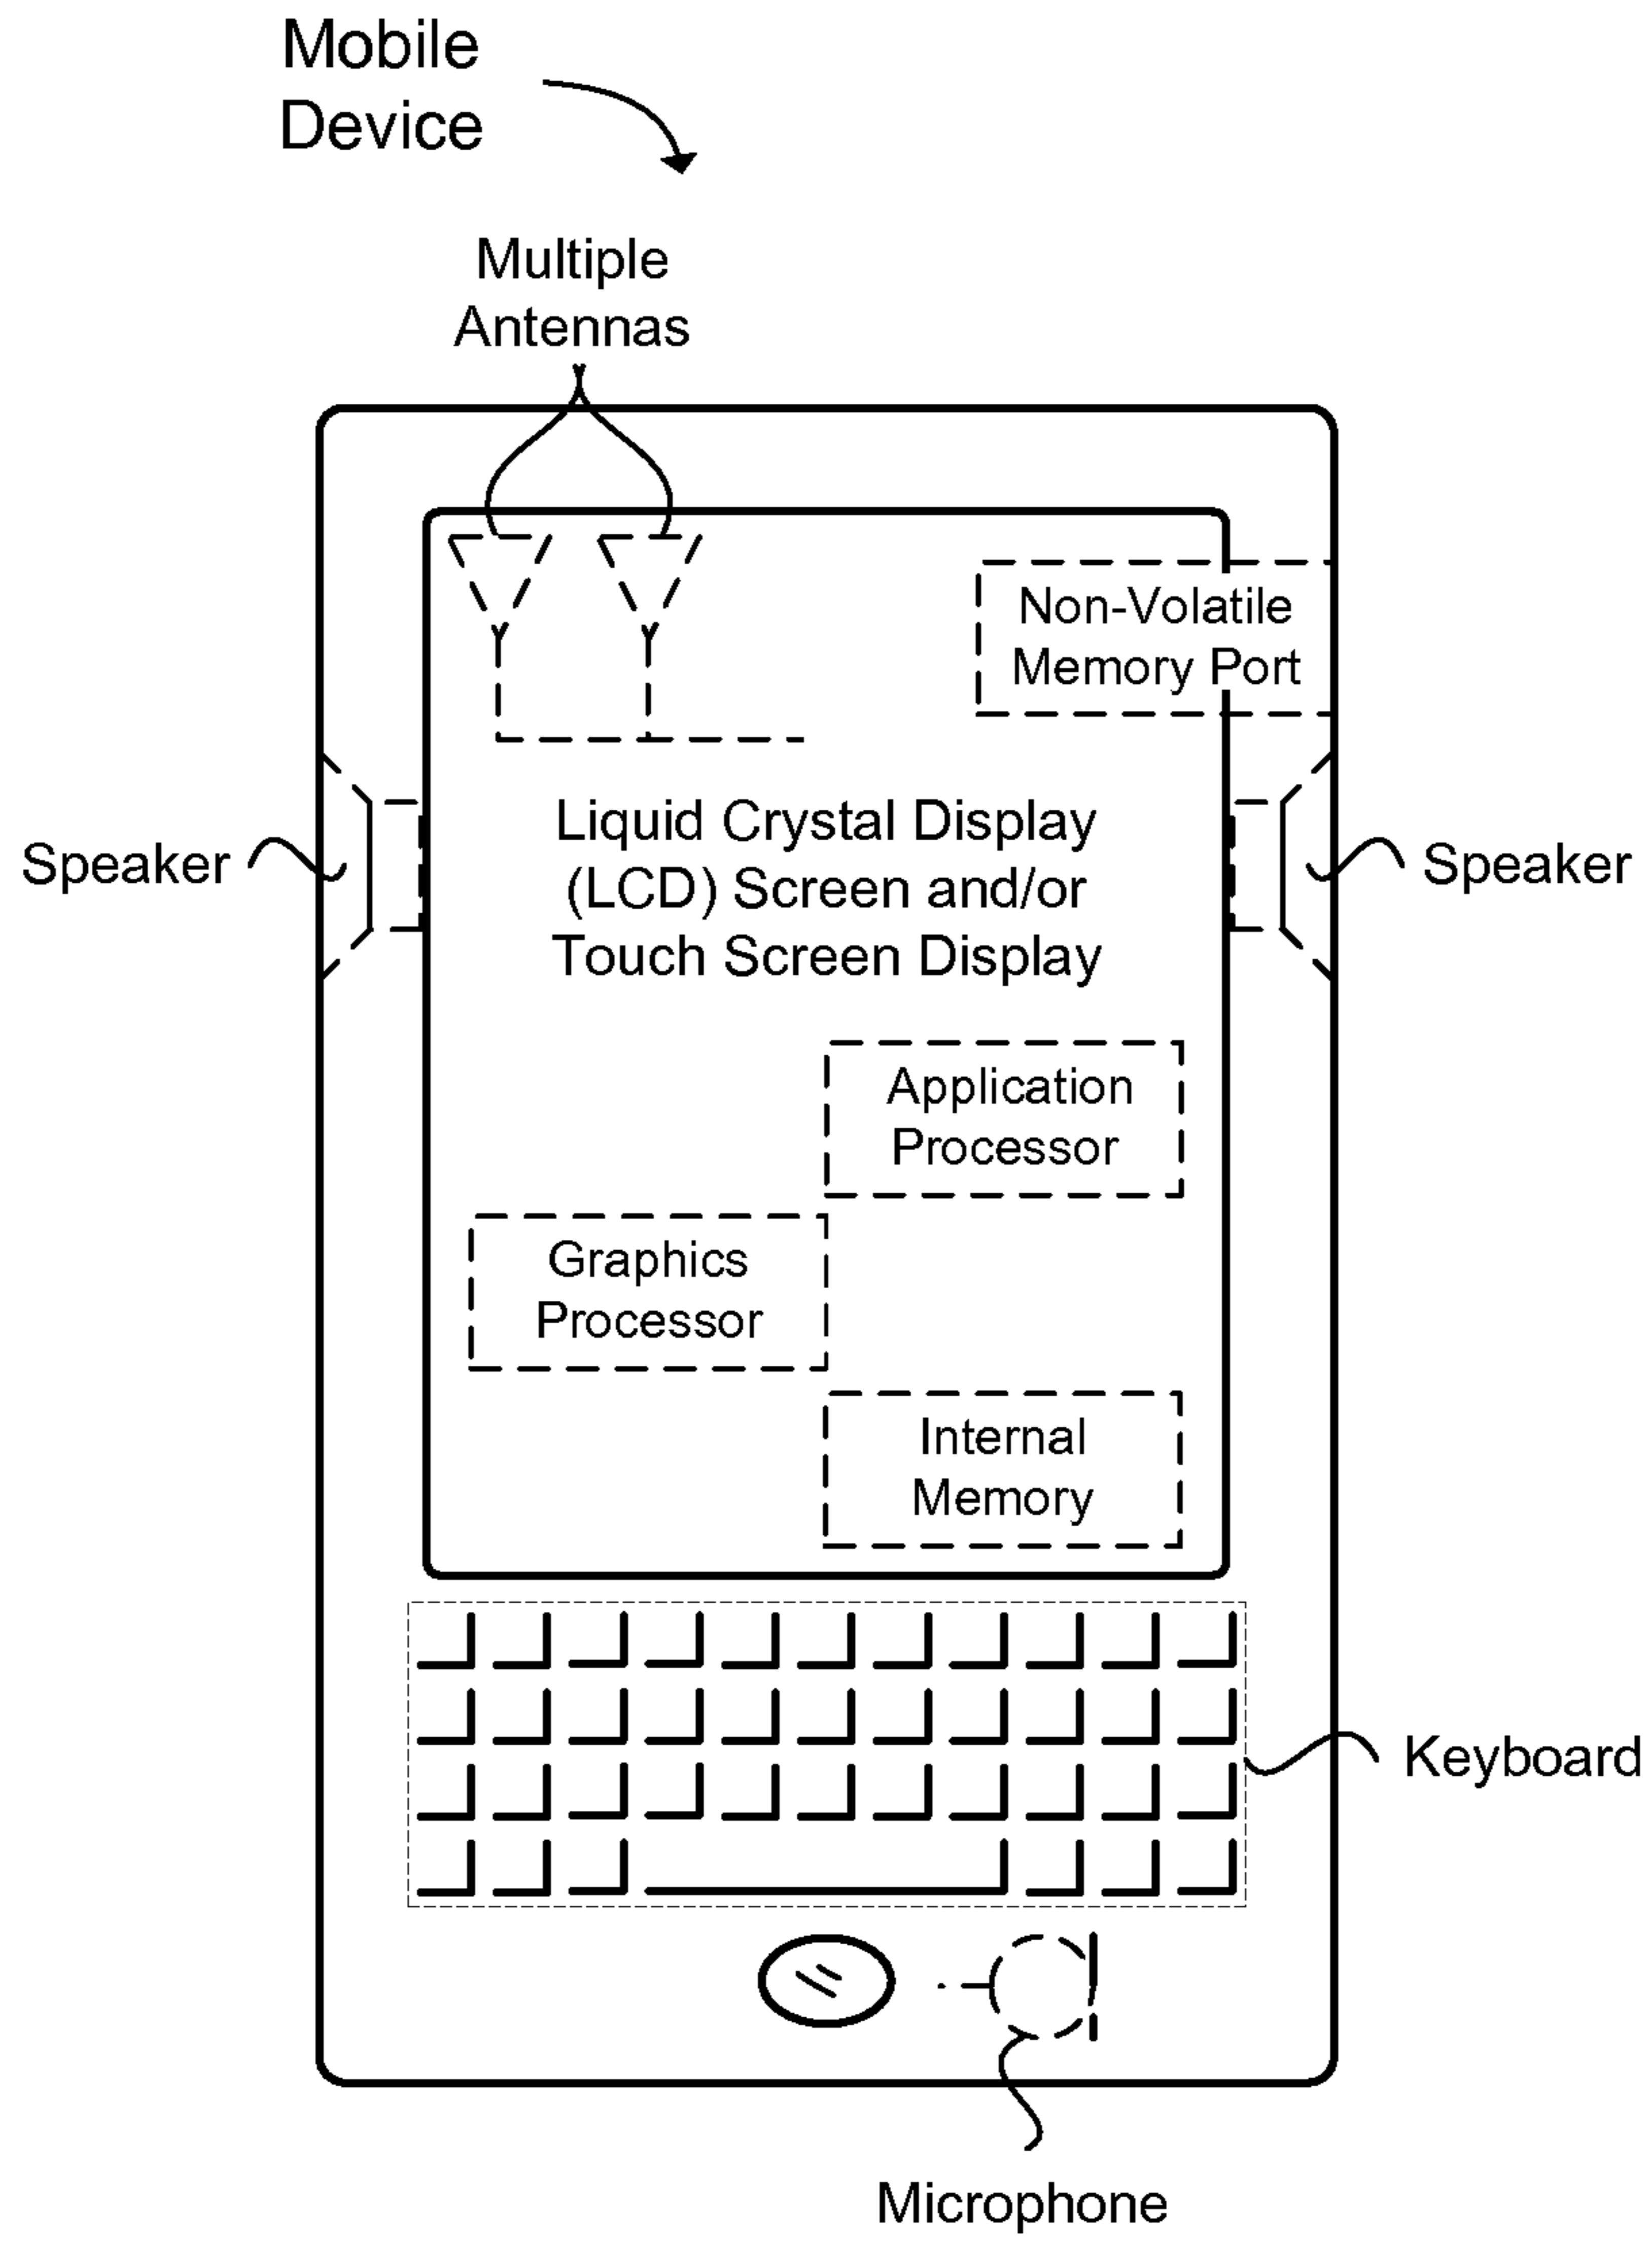 Mobile
Device
Multiple
Antennas
Non-Volatile
Memory Port
Speaker
Liquid Crystal Display
(LCD) Screen and/or
Touch Screen Display
Speaker
Application
Processor
Graphics
Processor
Internal
Memory
Keyboard
Microphone